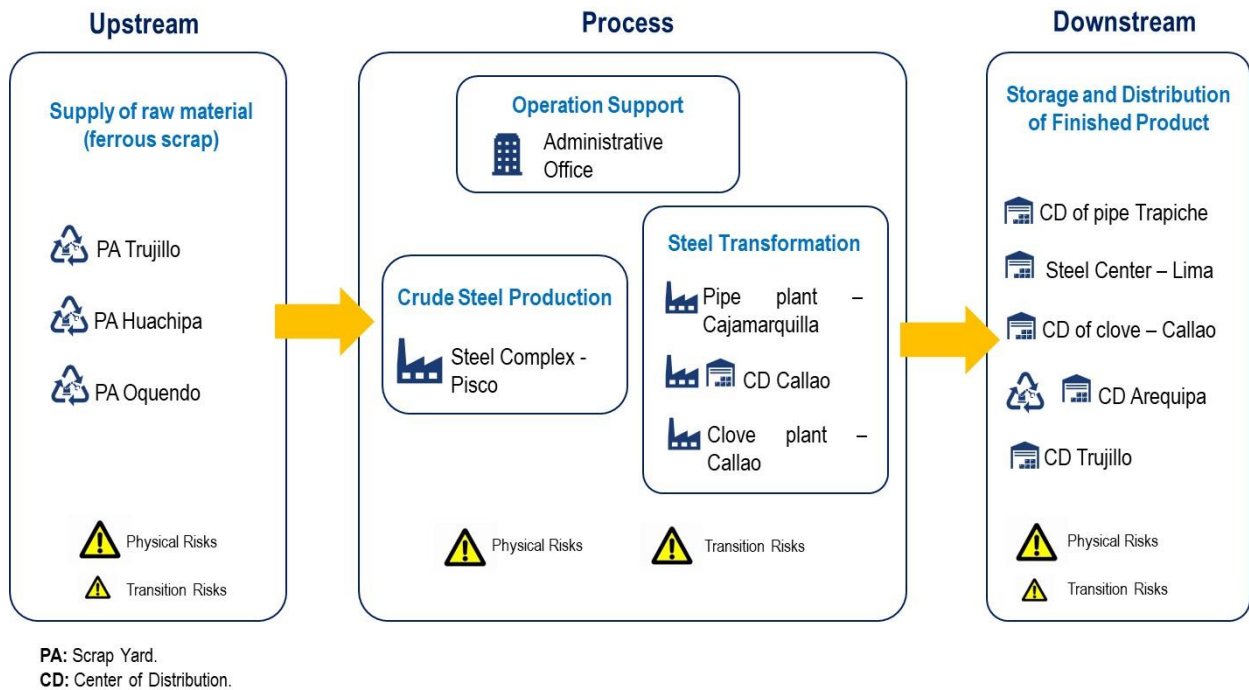 Upstream
Supply of raw material
(ferrous scrap)
PA Trujillo
PA Huachipa
PA Oquendo
Physical Risks
Transition Risks
Process
Operation Support
Administrative
Office
Crude Steel Production
Steel Complex -
Pisco
Steel Transformation
Pipe plant –
Cajamarquilla
CD Callao
Clove plant –
Callao
Physical Risks
Transition Risks
Downstream
Storage and Distribution
of Finished Product
CD of pipe Trapiche
Steel Center – Lima
CD of clove – Callao
CD Arequipa
CD Trujillo
Physical Risks
Transition Risks
PA: Scrap Yard.
CD: Center of Distribution.